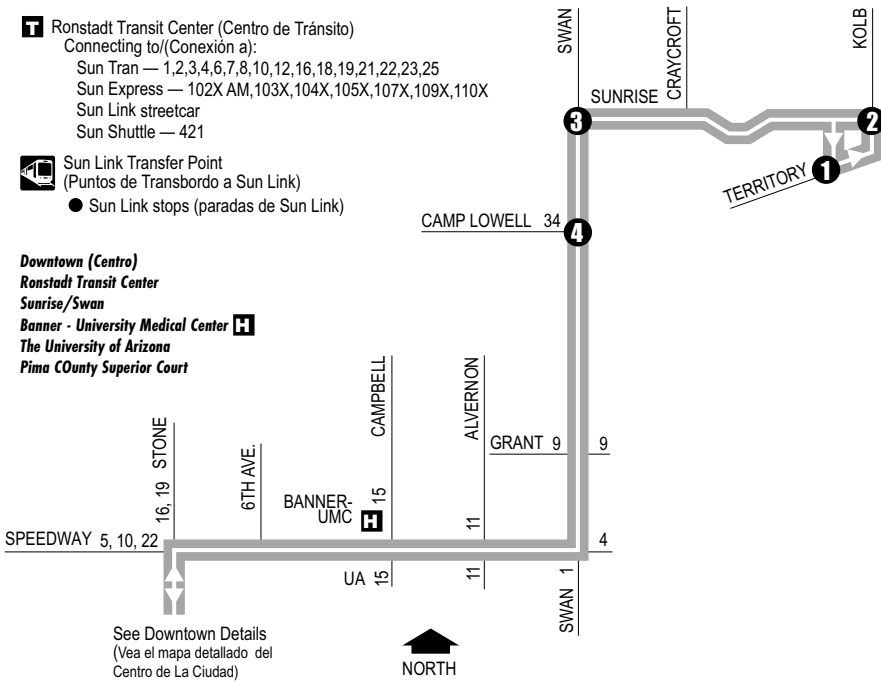 T Ronstadt Transit Center (Centro de Tránsito)
Connecting to/(Conexión a):
Sun Tran — 1,2,3,4,6,7,8,10,12,16,18,19,21,22,23,25
Sun Express — 102X AM,103X,104X,105X,107X,109X,110X
Sun Link streetcar
Sun Shuttle — 421
Sun Link Transfer Point
(Puntos de Transbordo a Sun Link)
● Sun Link stops (paradas de Sun Link)
Downtown (Centro)
Ronstadt Transit Center
Sunrise/Swan
Banner - University Medical Center H
The University of Arizona
Pima COunty Superior Court
SWAN
CRAYCROFT
KOLB
SUNRISE
3
2
1
TERRITORY
CAMP LOWELL 34
4
GRANT 9
9
16, 19 STONE
6TH AVE.
CAMPBELL
15
ALVERNON
11
BANNER-
UMC H
SPEEDWAY 5, 10, 22
4
UA 15
11
SWAN 1
See Downtown Details
(Vea el mapa detallado del
Centro de La Ciudad)
NORTH